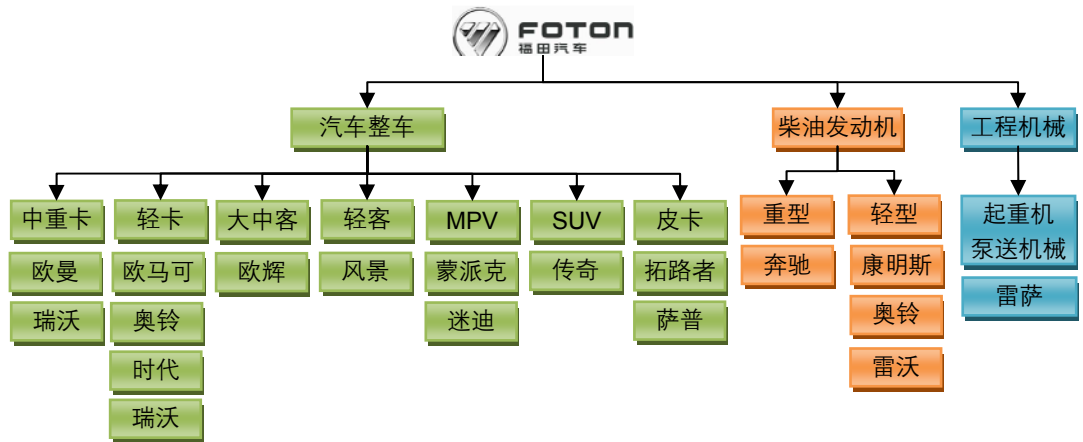 FOTON
福田汽车
汽车整车
柴油发动机
工程机械
中重卡
轻卡
大中客
轻客
MPV
SUV
皮卡
重型
轻型
起重机
泵送机械
欧曼
欧马可
欧辉
风景
蒙派克
传奇
拓路者
奔驰
康明斯
雷萨
瑞沃
奥铃
迷迪
萨普
奥铃
时代
雷沃
瑞沃